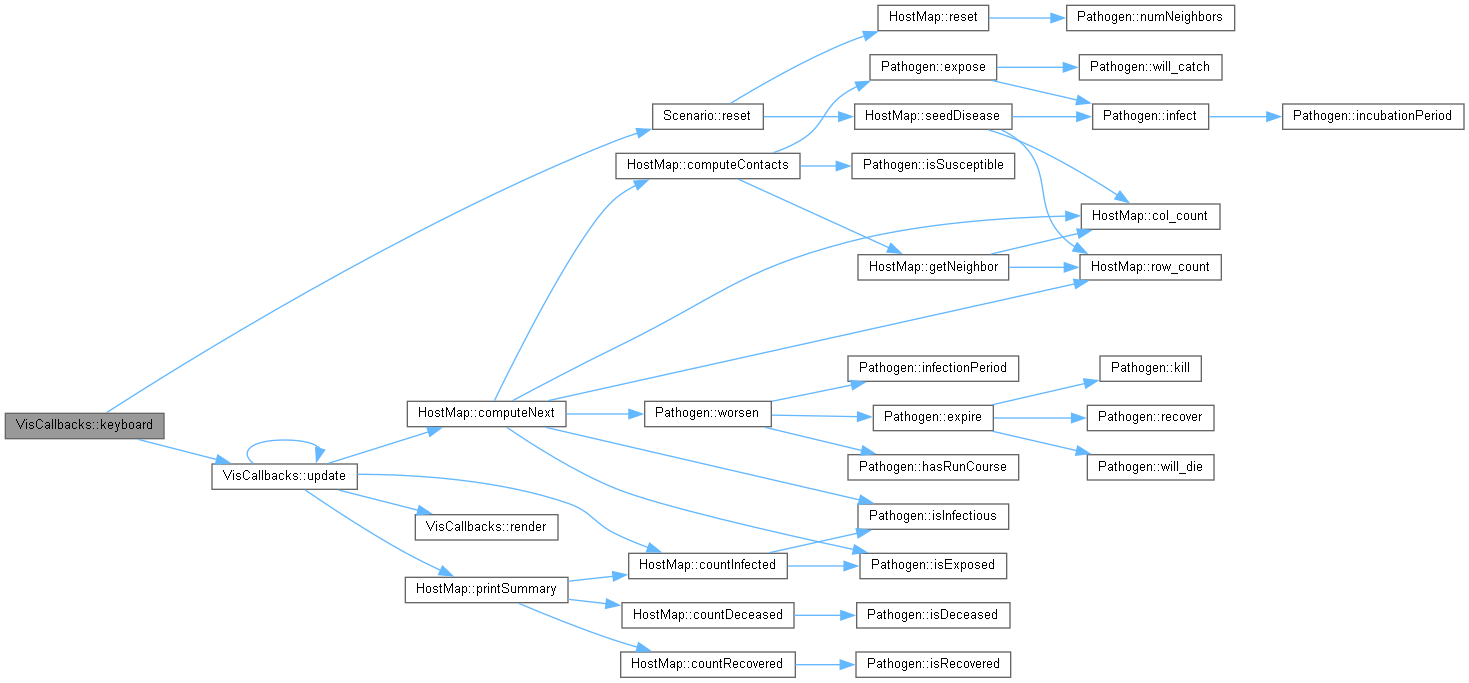 HostMap::reset
Pathogen::numNeighbors
Pathogen::expose
Pathogen::will_catch
Scenario::reset
HostMap::seedDisease
Pathogen::infect
Pathogen::incubationPeriod
HostMap::computeContacts
Pathogen::isSusceptible
HostMap::col_count
HostMap::getNeighbor
HostMap::row_count
Pathogen::infectionPeriod
Pathogen::kill
VisCallbacks::keyboard
HostMap::computeNext
Pathogen::worsen
Pathogen::expire
Pathogen::recover
Pathogen::hasRunCourse
Pathogen::will_die
VisCallbacks::update
Pathogen::isInfectious
VisCallbacks::render
HostMap::countInfected
Pathogen::isExposed
HostMap::printSummary
HostMap::countDeceased
Pathogen::isDeceased
HostMap::countRecovered
Pathogen::isRecovered